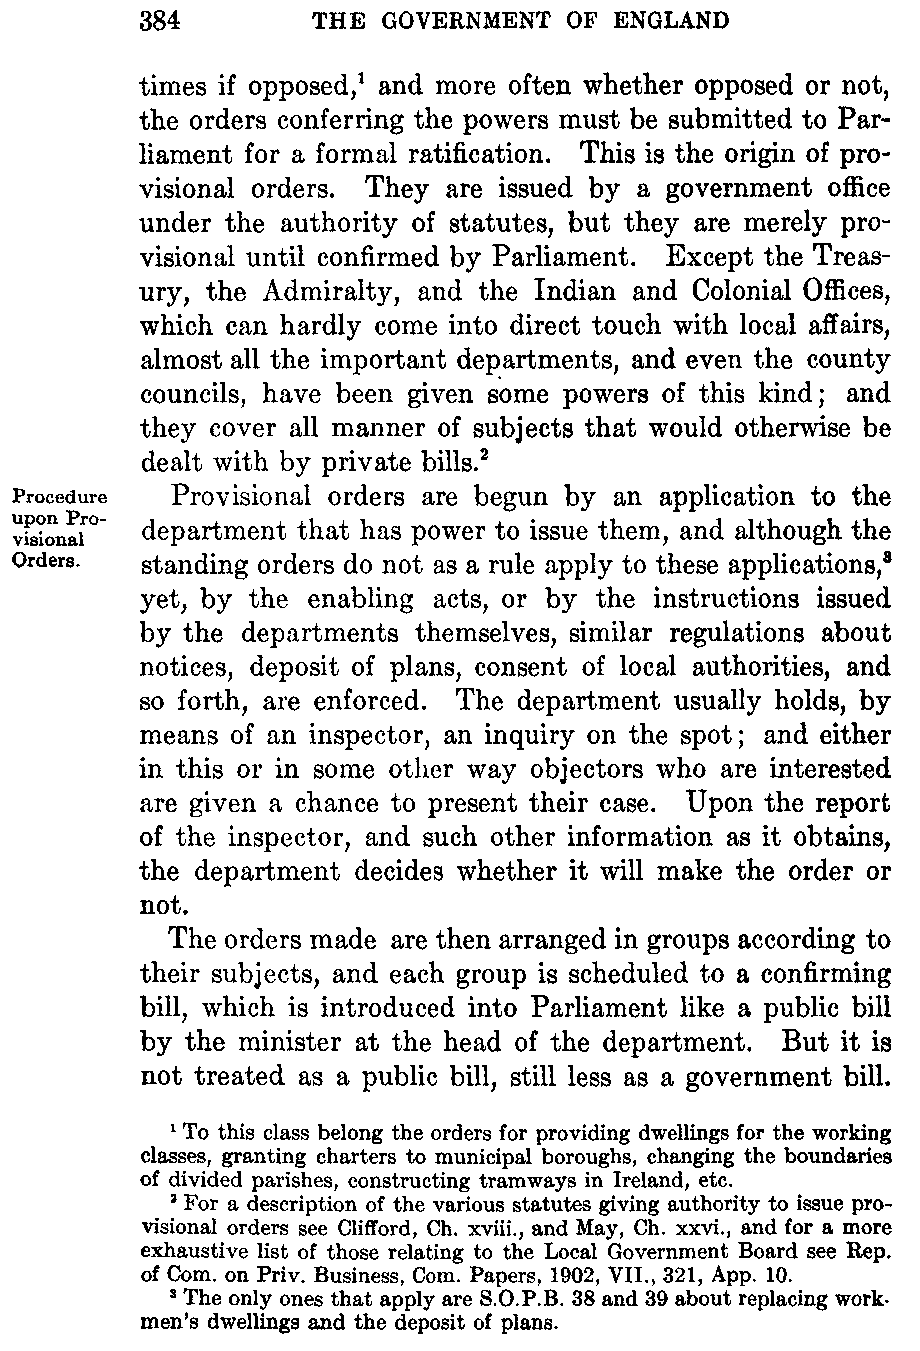 384 THE GOVERNMENT OF ENGLAND
times if opposed,¹ and more often whether opposed or not,
the orders conferring the powers must be submitted to Par-
liament for a formal ratification. This is the origin of pro-
visional orders. They are issued by a government office
under the authority of statutes, but they are merely pro-
visional until confirmed by Parliament. Except the Treas-
ury, the Admiralty, and the Indian and Colonial Offices,
which can hardly come into direct touch with local affairs,
almost all the important departments, and even the county
councils, have been given some powers of this kind; and
they cover all manner of subjects that would otherwise be
dealt with by private bills.²
Procedure
upon Pro-
visional
Orders.
Provisional orders are begun by an application to the
department that has power to issue them, and although the
standing orders do not as a rule apply to these applications,³
yet, by the enabling acts, or by the instructions issued
by the departments themselves, similar regulations about
notices, deposit of plans, consent of local authorities, and
so forth, are enforced. The department usually holds, by
means of an inspector, an inquiry on the spot; and either
in this or in some other way objectors who are interested
are given a chance to present their case. Upon the report
of the inspector, and such other information as it obtains,
the department decides whether it will make the order or
not.
The orders made are then arranged in groups according to
their subjects, and each group is scheduled to a confirming
bill, which is introduced into Parliament like a public bill
by the minister at the head of the department. But it is
not treated as a public bill, still less as a government bill.
¹ To this class belong the orders for providing dwellings for the working
classes, granting charters to municipal boroughs, changing the boundaries
of divided parishes, constructing tramways in Ireland, etc.
² For a description of the various statutes giving authority to issue pro-
visional orders see Clifford, Ch. xviii., and May, Ch. xxvi., and for a more
exhaustive list of those relating to the Local Government Board see Rep.
of Com. on Priv. Business, Com. Papers, 1902, VII., 321, App. 10.
³ The only ones that apply are S.O.P.B. 38 and 39 about replacing work-
men's dwellings and the deposit of plans.